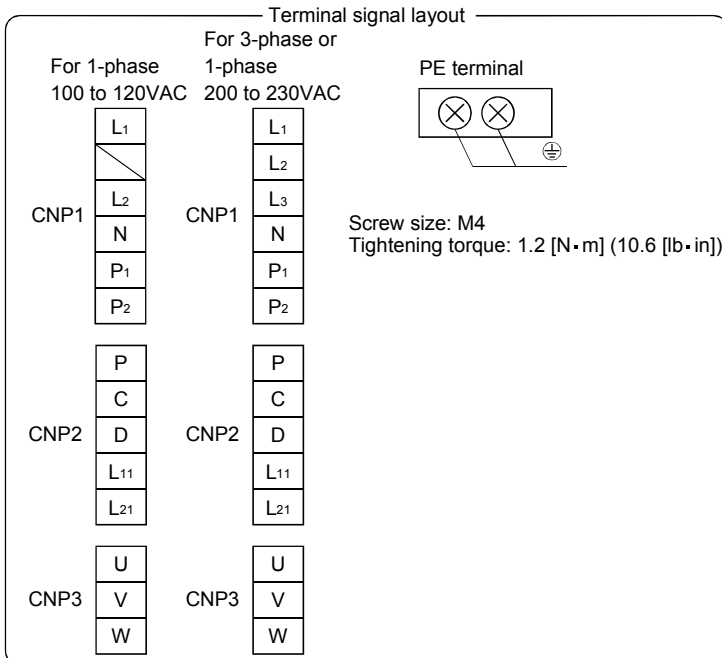 Terminal signal layout
For 1-phase
100 to 120VAC
CNP1
L1
L2
N
P1
P2
CNP2
P
C
D
L11
L21
CNP3
U
V
W
For 3-phase or
1-phase
200 to 230VAC
CNP1
L1
L2
L3
N
P1
P2
CNP2
P
C
D
L11
L21
CNP3
U
V
W
PE terminal
Screw size: M4
Tightening torque: 1.2 [N▪m] (10.6 [lb▪in])